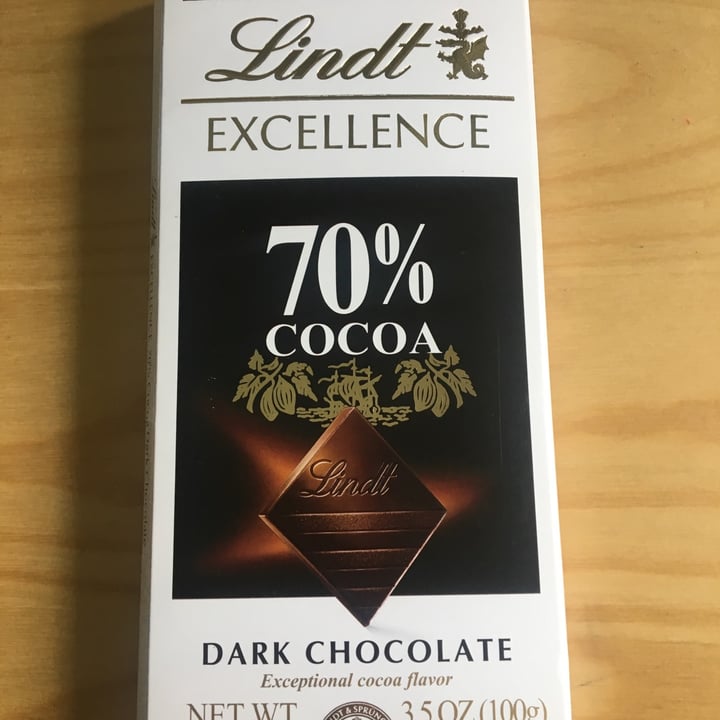 Lindt
EXCELLENCE
70%
COCOA
Lindt
DARK CHOCOLATE
Exceptional cocoa flavor
NET WT. 3.5 OZ (100g)